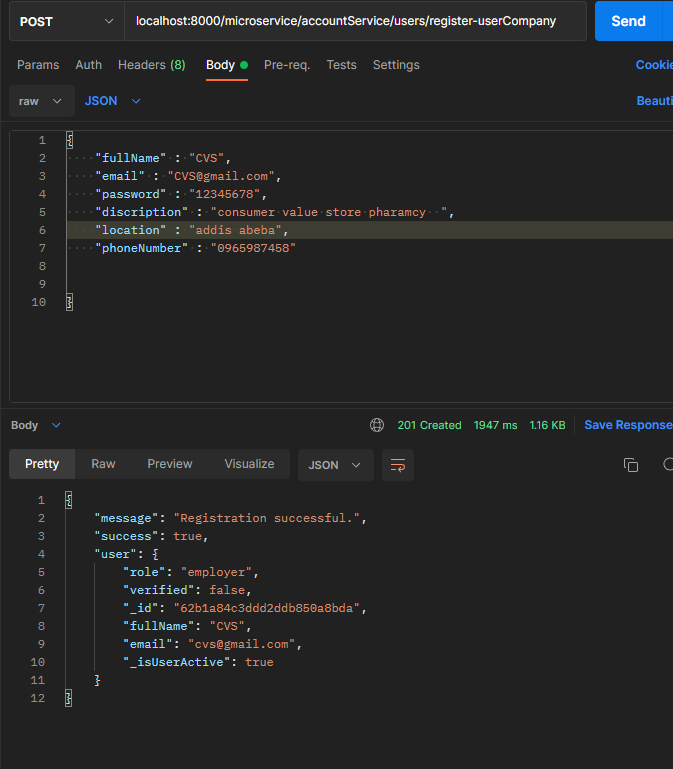 POST localhost:8000/microservice/accountService/users/register-userCompany Send
Params Auth Headers (8) Body Pre-req. Tests Settings
raw JSON
1 {
2 "fullName" : "CVS",
3 "email" : "CVS@gmail.com",
4 "password" : "12345678",
5 "discription" : "consumer value store pharamcy  ",
6 "location" : "addis abeba",
7 "phoneNumber" : "0965987458"
8
9
10 }
Body 201 Created 1947 ms 1.16 KB Save Response
Pretty Raw Preview Visualize JSON
1 {
2 "message": "Registration successful.",
3 "success": true,
4 "user": {
5 "role": "employer",
6 "verified": false,
7 "_id": "62b1a84c3ddd2ddb850a8bda",
8 "fullName": "CVS",
9 "email": "cvs@gmail.com",
10 "_isUserActive": true
11 }
12 }